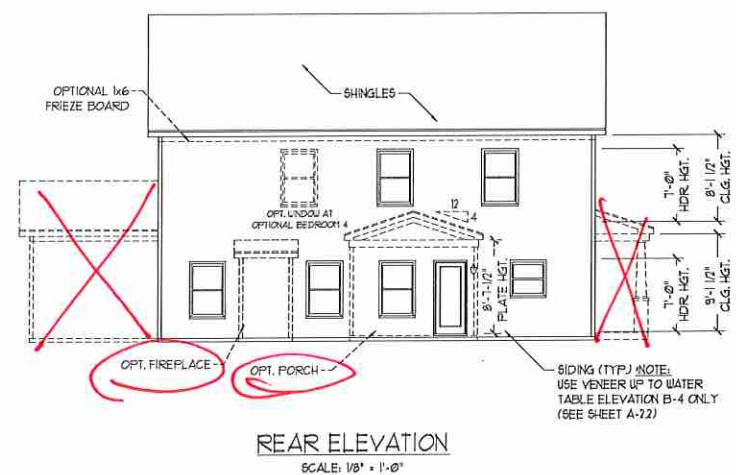 OPTIONAL 1x6
FRIEZE BOARD
SHINGLES
OPT. WINDOW AT
OPTIONAL BEDROOM 4
12
4
7'-0"
HDR. HGT.
8'-1 1/2"
CLG. HGT.
8'-7-1/2"
PLATE HGT.
7'-0"
HDR. HGT.
9'-1 1/2"
CLG. HGT.
OPT. FIREPLACE
OPT. PORCH
SIDING (TYP.) NOTE:
USE VENEER UP TO WATER
TABLE ELEVATION B-4 ONLY
(SEE SHEET A-2.2)
REAR ELEVATION
SCALE: 1/8" = 1'-0"